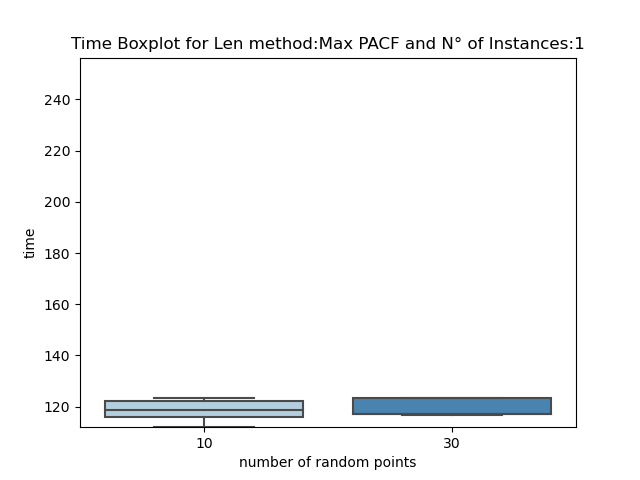 Time Boxplot for Len method:Max PACF and N° of Instances:1
240
220
200
180
160
140
120
time
10 30
number of random points